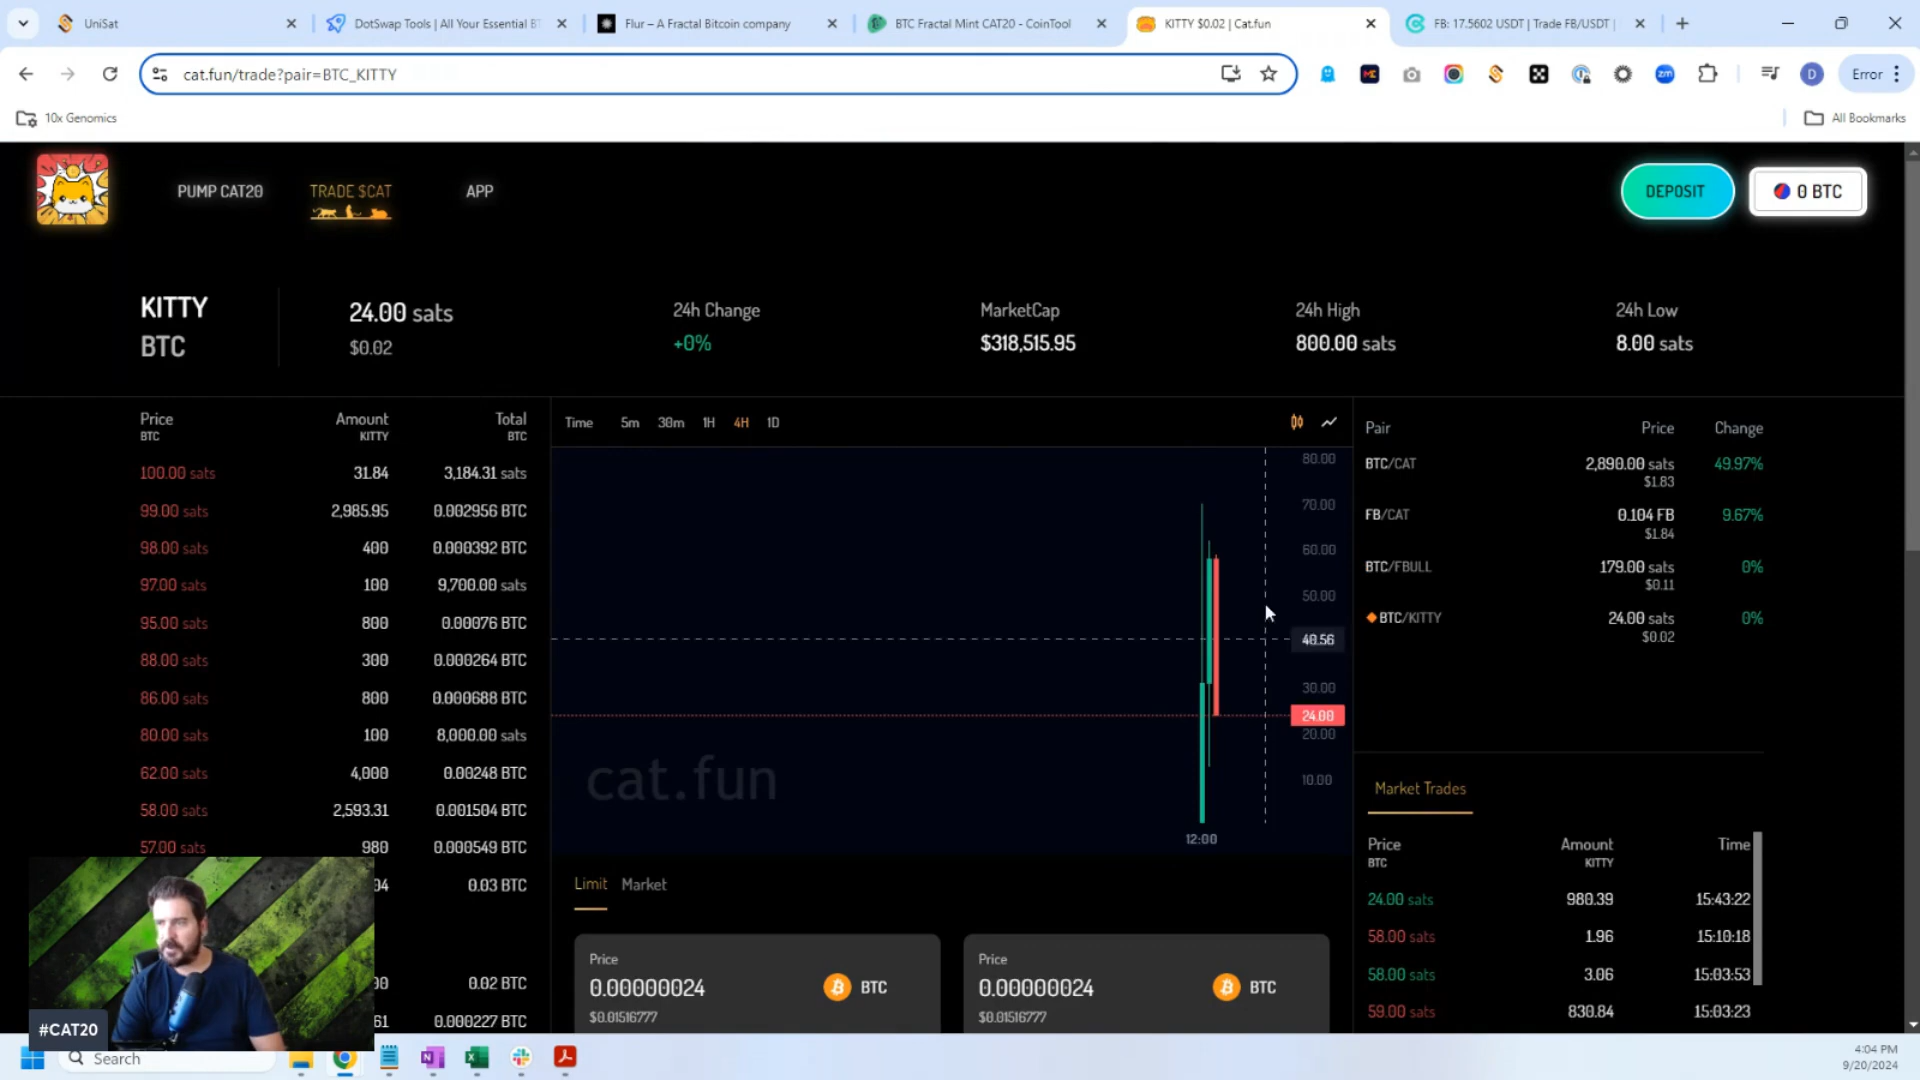 UniSat
DotSwap Tools | All Your Essential BT
Flur – A Fractal Bitcoin company
BTC Fractal Mint CAT20 - CoinTool
KITTY $0.02 | Cat.fun
FB: 17.5602 USDT | Trade FB/USDT |
cat.fun/trade?pair=BTC_KITTY
ME
zm
D
Error
10x Genomics
All Bookmarks
PUMP CAT20
TRADE $CAT
APP
DEPOSIT
0 BTC
KITTY
BTC
24.00 sats
$0.02
24h Change
+0%
MarketCap
$318,515.95
24h High
800.00 sats
24h Low
8.00 sats
Price
BTC
Amount
KITTY
Total
BTC
100.00 sats 31.84 3,184.31 sats
99.00 sats 2,985.95 0.002956 BTC
98.00 sats 400 0.000392 BTC
97.00 sats 100 9,700.00 sats
95.00 sats 800 0.00076 BTC
88.00 sats 300 0.000264 BTC
86.00 sats 800 0.000688 BTC
80.00 sats 100 8,000.00 sats
62.00 sats 4,000 0.00248 BTC
58.00 sats 2,593.31 0.001504 BTC
57.00 sats 980 0.000549 BTC
04 0.03 BTC
0.02 BTC
61 0.000227 BTC
Time 5m 30m 1H 4H 1D
80.00
70.00
60.00
50.00
40.56
30.00
24.00
20.00
10.00
cat.fun
12:00
Limit Market
Price
0.00000024 BTC
$0.01516777
Price
0.00000024 BTC
$0.01516777
Pair Price Change
BTC/CAT 2,890.00 sats 49.97%
$1.83
FB/CAT 0.104 FB 9.67%
$1.84
BTC/FBULL 179.00 sats 0%
$0.11
BTC/KITTY 24.00 sats 0%
$0.02
Market Trades
Price
BTC
Amount
KITTY
Time
24.00 sats 980.39 15:43:22
58.00 sats 1.96 15:10:18
58.00 sats 3.06 15:03:53
59.00 sats 830.84 15:03:23
#CAT20
Search
4:04 PM
9/20/2024